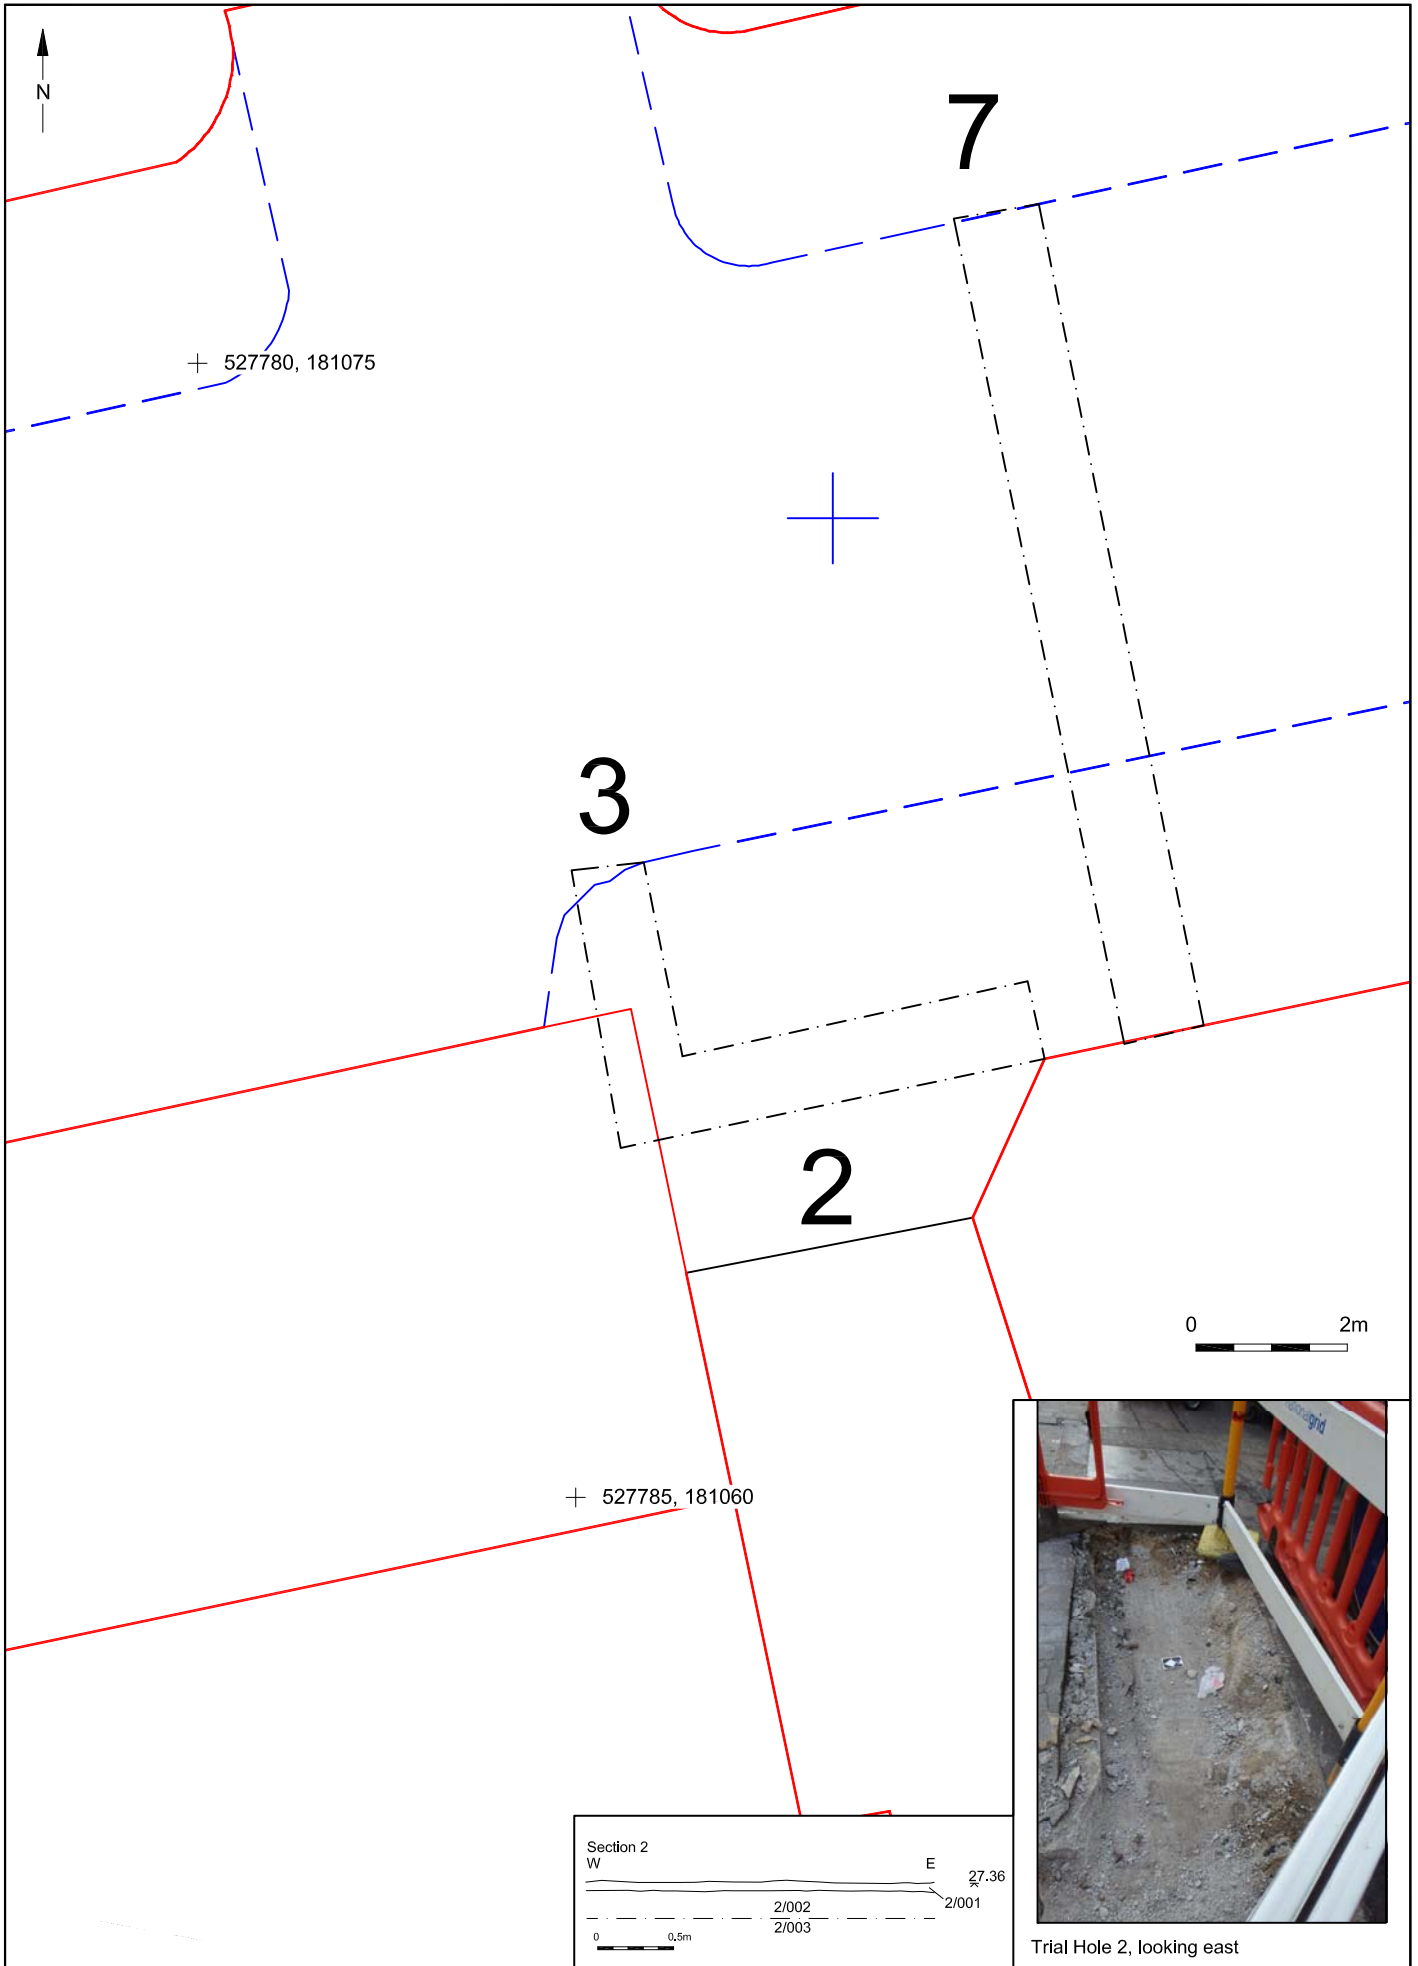 N
7
527780, 181075
3
2
0 2m
527785, 181060
nationalgrid
Section 2
W E
27.36
2/001
2/002
2/003
0 0.5m
Trial Hole 2, looking east